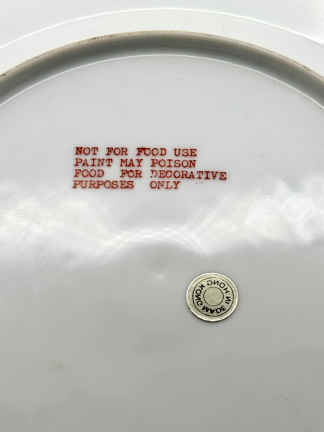 NOT FOR FOOD USE
PAINT MAY POISON
FOOD FOR DECORATIVE
PURPOSES ONLY
MADE IN HONG KONG